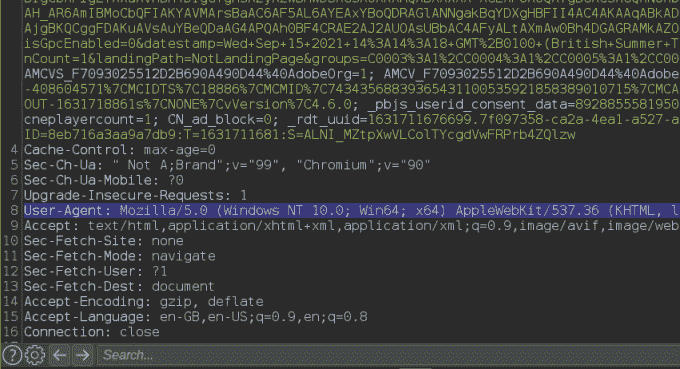 isGpcEnabled=0&datestamp=Wed+Sep+15+2021+14%3A14%3A18+GMT%2B0100+(British+Summer+T
nCount=1&landingPath=NotLandingPage&groups=C0003%3A1%2CC0004%3A1%2CC0005%3A1%2CC00
AMCVS_F7093025512D2B690A490D44%40AdobeOrg=1; AMCV_F7093025512D2B690A490D44%40Adobe
-408604571%7CMCIDTS%7C18886%7CMCMID%7C74343568839365431100535921858389010715%7CMCA
OUT-1631718861s%7CNONE%7CvVersion%7C4.6.0; _pbjs_userid_consent_data=8928855581950
cneplayercount=1; CN_ad_block=0; _rdt_uuid=1631711676699.7f097358-ca2a-4ea1-a527-a
ID=8eb716a3aa9a7db9:T=1631711681:S=ALNI_MZtpXwVLColTYcgdVwFRPrb4ZQlzw
4 Cache-Control: max-age=0
5 Sec-Ch-Ua: " Not A;Brand";v="99", "Chromium";v="90"
6 Sec-Ch-Ua-Mobile: ?0
7 Upgrade-Insecure-Requests: 1
8 User-Agent: Mozilla/5.0 (Windows NT 10.0; Win64; x64) AppleWebKit/537.36 (KHTML, l
9 Accept: text/html,application/xhtml+xml,application/xml;q=0.9,image/avif,image/web
10 Sec-Fetch-Site: none
11 Sec-Fetch-Mode: navigate
12 Sec-Fetch-User: ?1
13 Sec-Fetch-Dest: document
14 Accept-Encoding: gzip, deflate
15 Accept-Language: en-GB,en-US;q=0.9,en;q=0.8
16 Connection: close
Search...